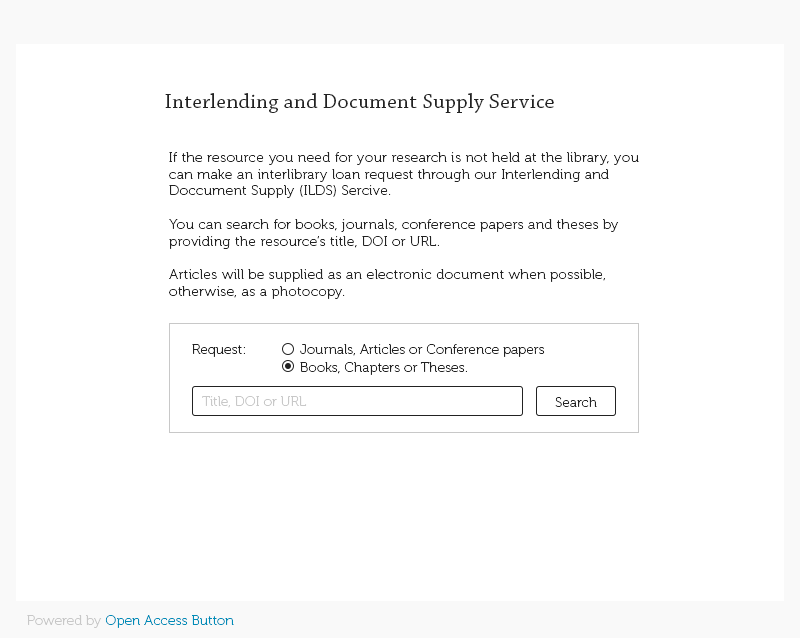 Interlending and Document Supply Service
If the resource you need for your research is not held at the library, you
can make an interlibrary loan request through our Interlending and
Doccument Supply (ILDS) Sercive.
You can search for books, journals, conference papers and theses by
providing the resource's title, DOI or URL.
Articles will be supplied as an electronic document when possible,
otherwise, as a photocopy.
Request: Journals, Articles or Conference papers
Books, Chapters or Theses.
Title, DOI or URL Search
Powered by Open Access Button